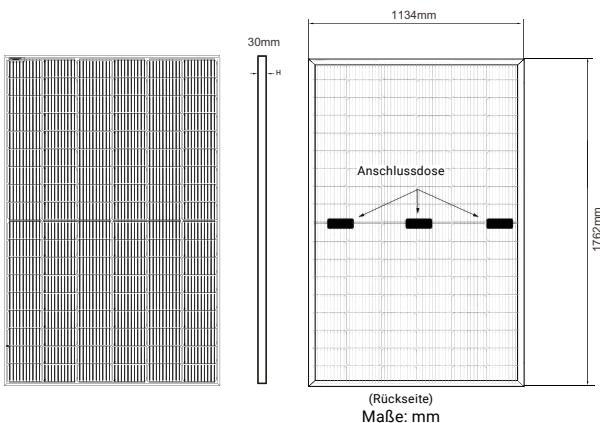 1134mm
30mm
H
Anschlussdose
1762mm
(Rückseite)
Maße: mm